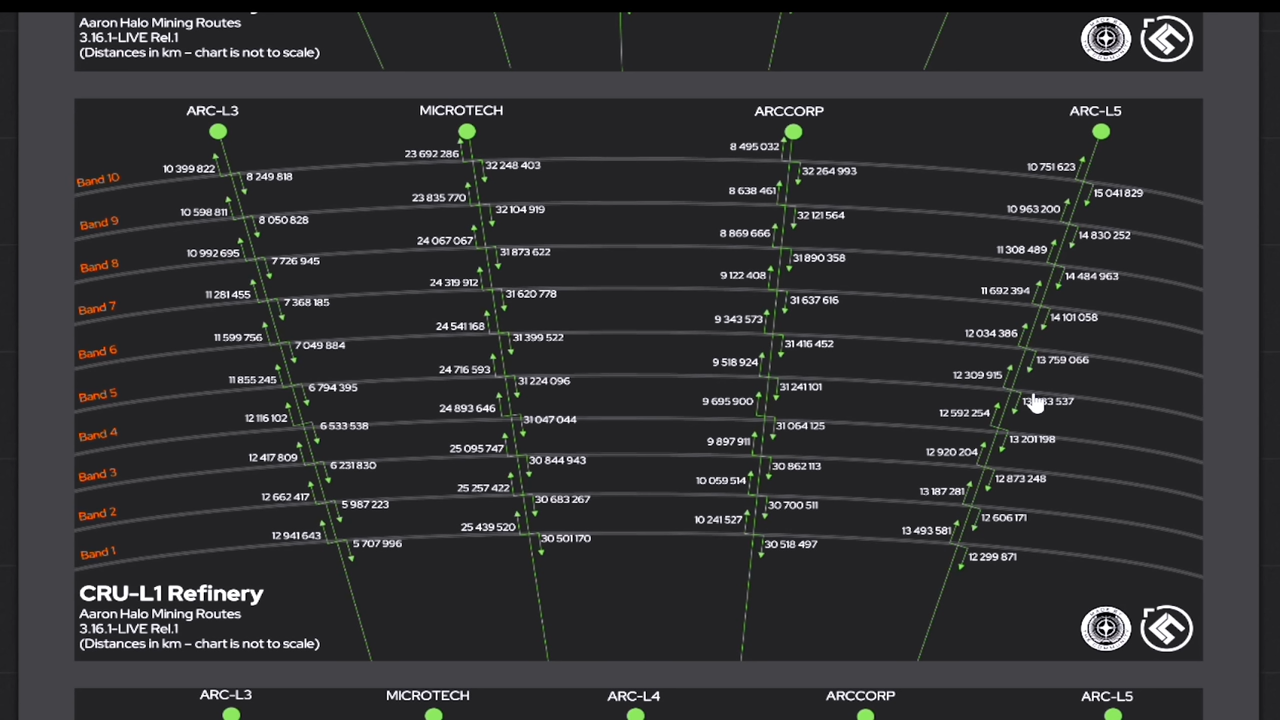 Aaron Halo Mining Routes
3.16.1-LIVE Rel.1
(Distances in km – chart is not to scale)
ARC-L3 MICROTECH ARCCORP ARC-L5
23 692 286 8 495 032
10 399 822 32 248 403 32 264 993 10 751 623
Band 10 8 249 818 15 041 829
23 835 770 8 638 461
10 598 811 32 104 919 32 121 564 10 963 200
Band 9 8 050 828 14 830 252
24 067 067 8 869 666
10 992 695 31 873 622 31 890 358 11 308 489
Band 8 7 726 945 14 484 963
24 319 912 9 122 408
11 281 455 31 620 778 31 637 616 11 692 394
Band 7 7 368 185 14 101 058
24 541 168 9 343 573
11 599 756 31 399 522 31 416 452 12 034 386
Band 6 7 049 884 13 759 066
24 716 593 9 518 924
11 855 245 31 224 096 31 241 101 12 309 915
Band 5 6 794 395
24 893 646 9 695 900
12 116 102 31 047 044 31 064 125 12 592 254
Band 4 6 533 538 13 201 198
25 095 747 9 897 911
12 417 809 30 844 943 30 862 113 12 920 204
Band 3 6 231 830 12 873 248
25 257 422 10 059 514
12 662 417 30 683 267 30 700 511 13 187 281
Band 2 5 987 223 12 606 171
25 439 520 10 241 527
12 941 643 30 501 170 30 518 497 13 493 581
Band 1 5 707 996 12 299 871
CRU-L1 Refinery
Aaron Halo Mining Routes
3.16.1-LIVE Rel.1
(Distances in km – chart is not to scale)
ARC-L3 MICROTECH ARC-L4 ARCCORP ARC-L5